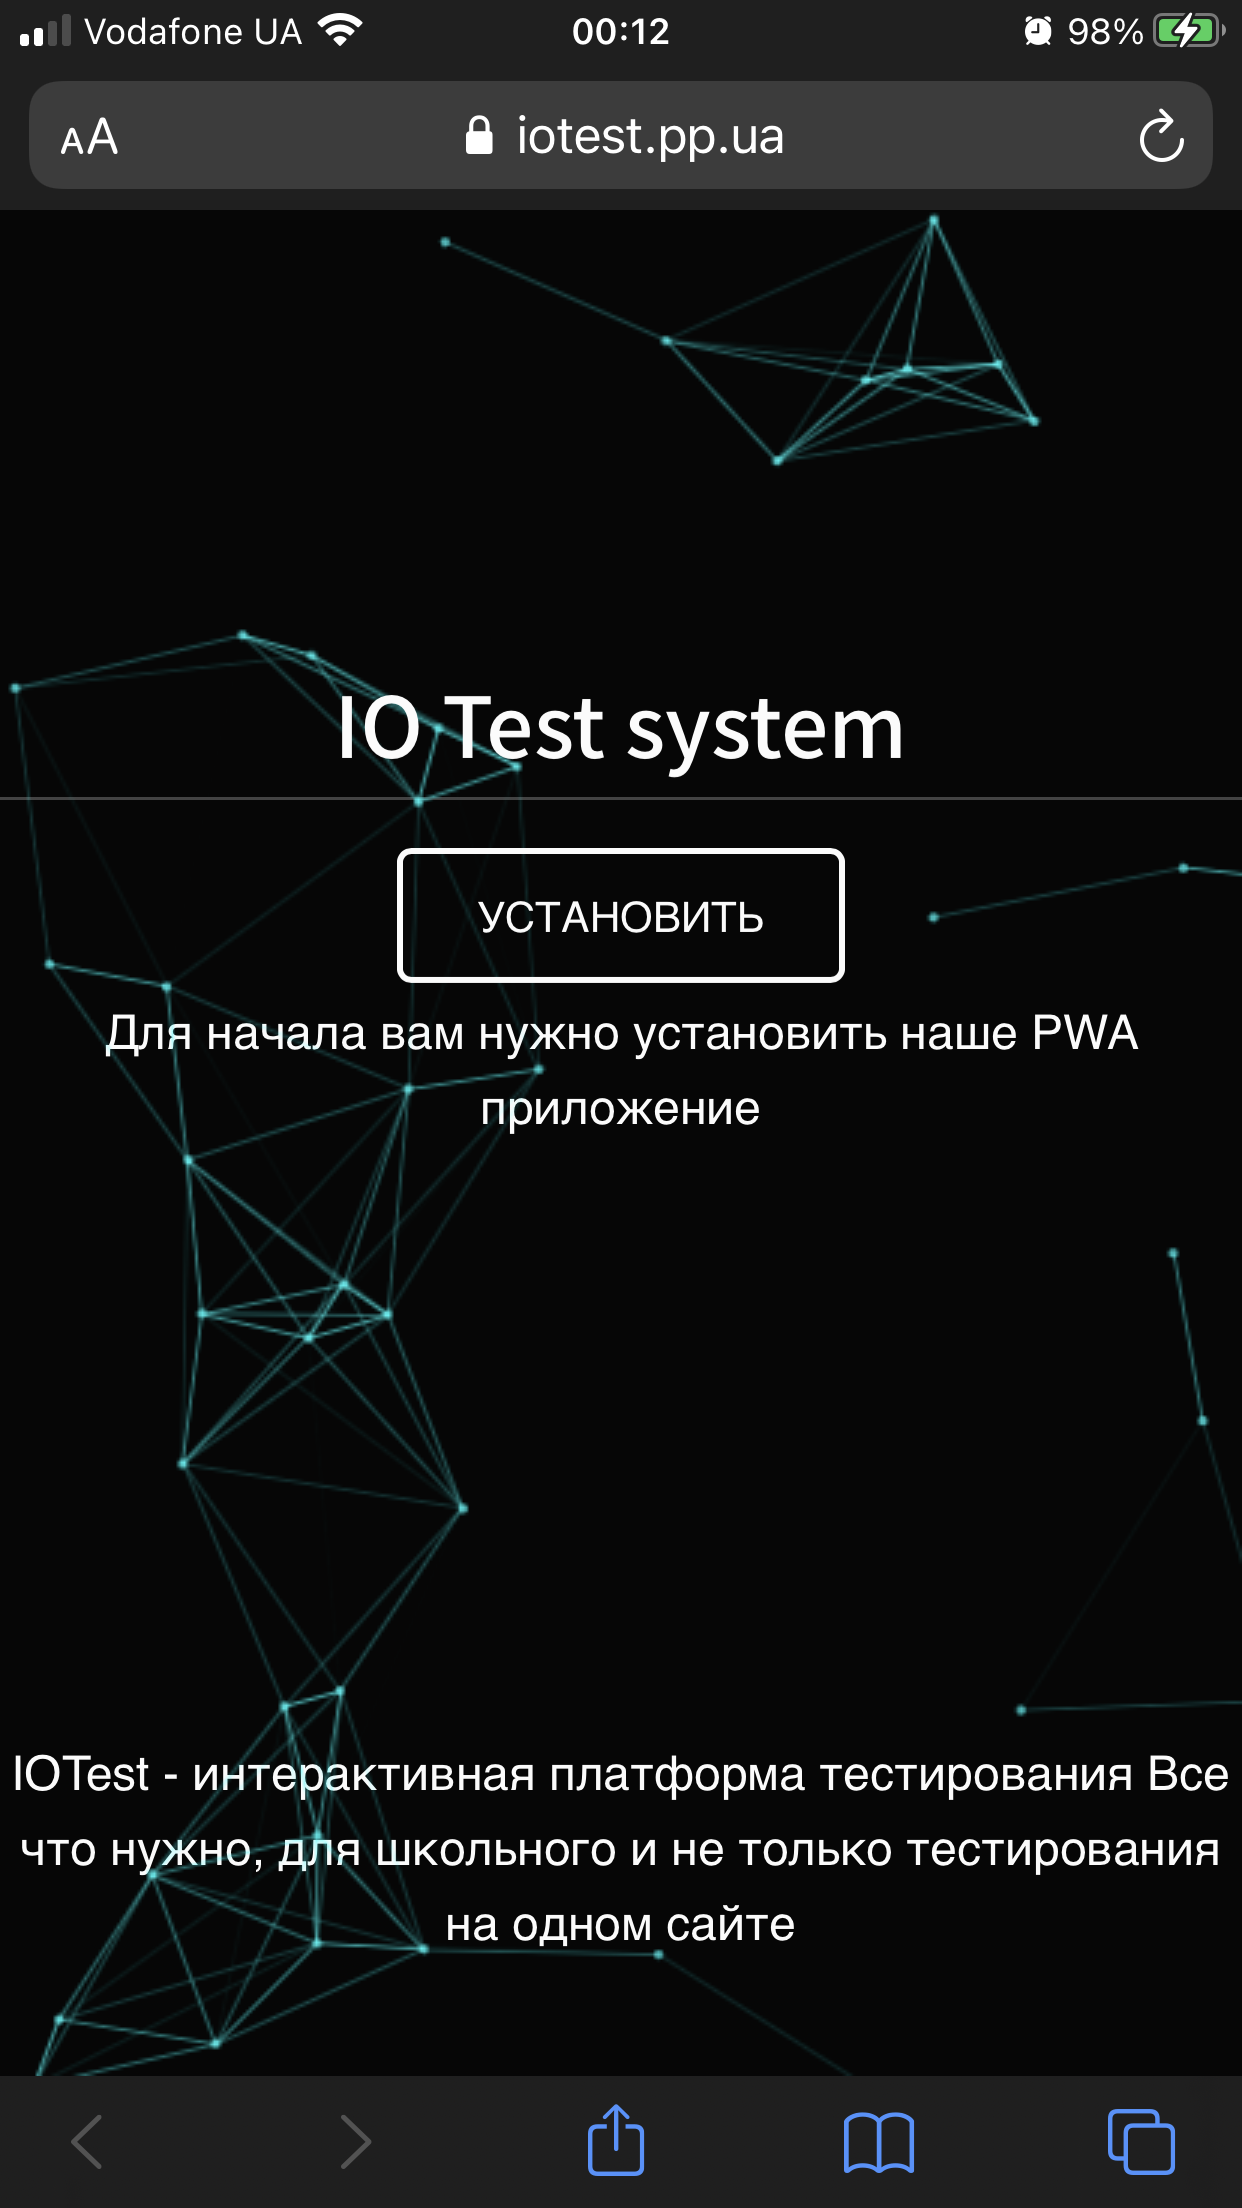 Vodafone UA 00:12 98%
AA iotest.pp.ua
IO Test system
УСТАНОВИТЬ
Для начала вам нужно установить наше PWA
приложение
IOTest - интерактивная платформа тестирования Все
что нужно, для школьного и не только тестирования
на одном сайте